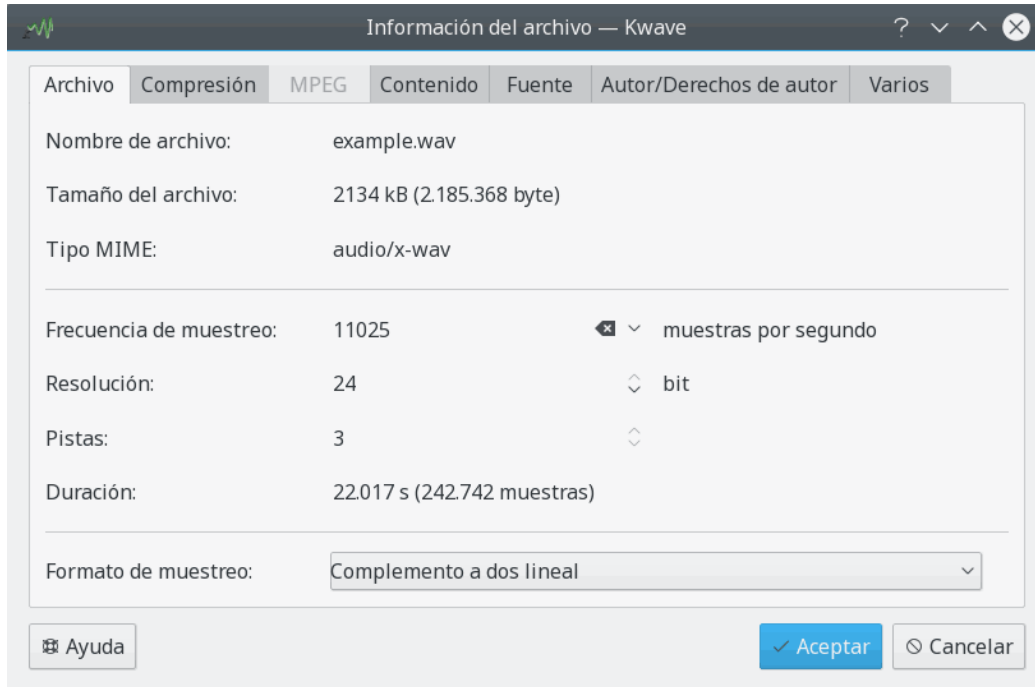 Información del archivo — Kwave
Archivo Compresión MPEG Contenido Fuente Autor/Derechos de autor Varios
Nombre de archivo: example.wav
Tamaño del archivo: 2134 kB (2.185.368 byte)
Tipo MIME: audio/x-wav
Frecuencia de muestreo: 11025 muestras por segundo
Resolución: 24 bit
Pistas: 3
Duración: 22.017 s (242.742 muestras)
Formato de muestreo: Complemento a dos lineal
Ayuda Aceptar Cancelar